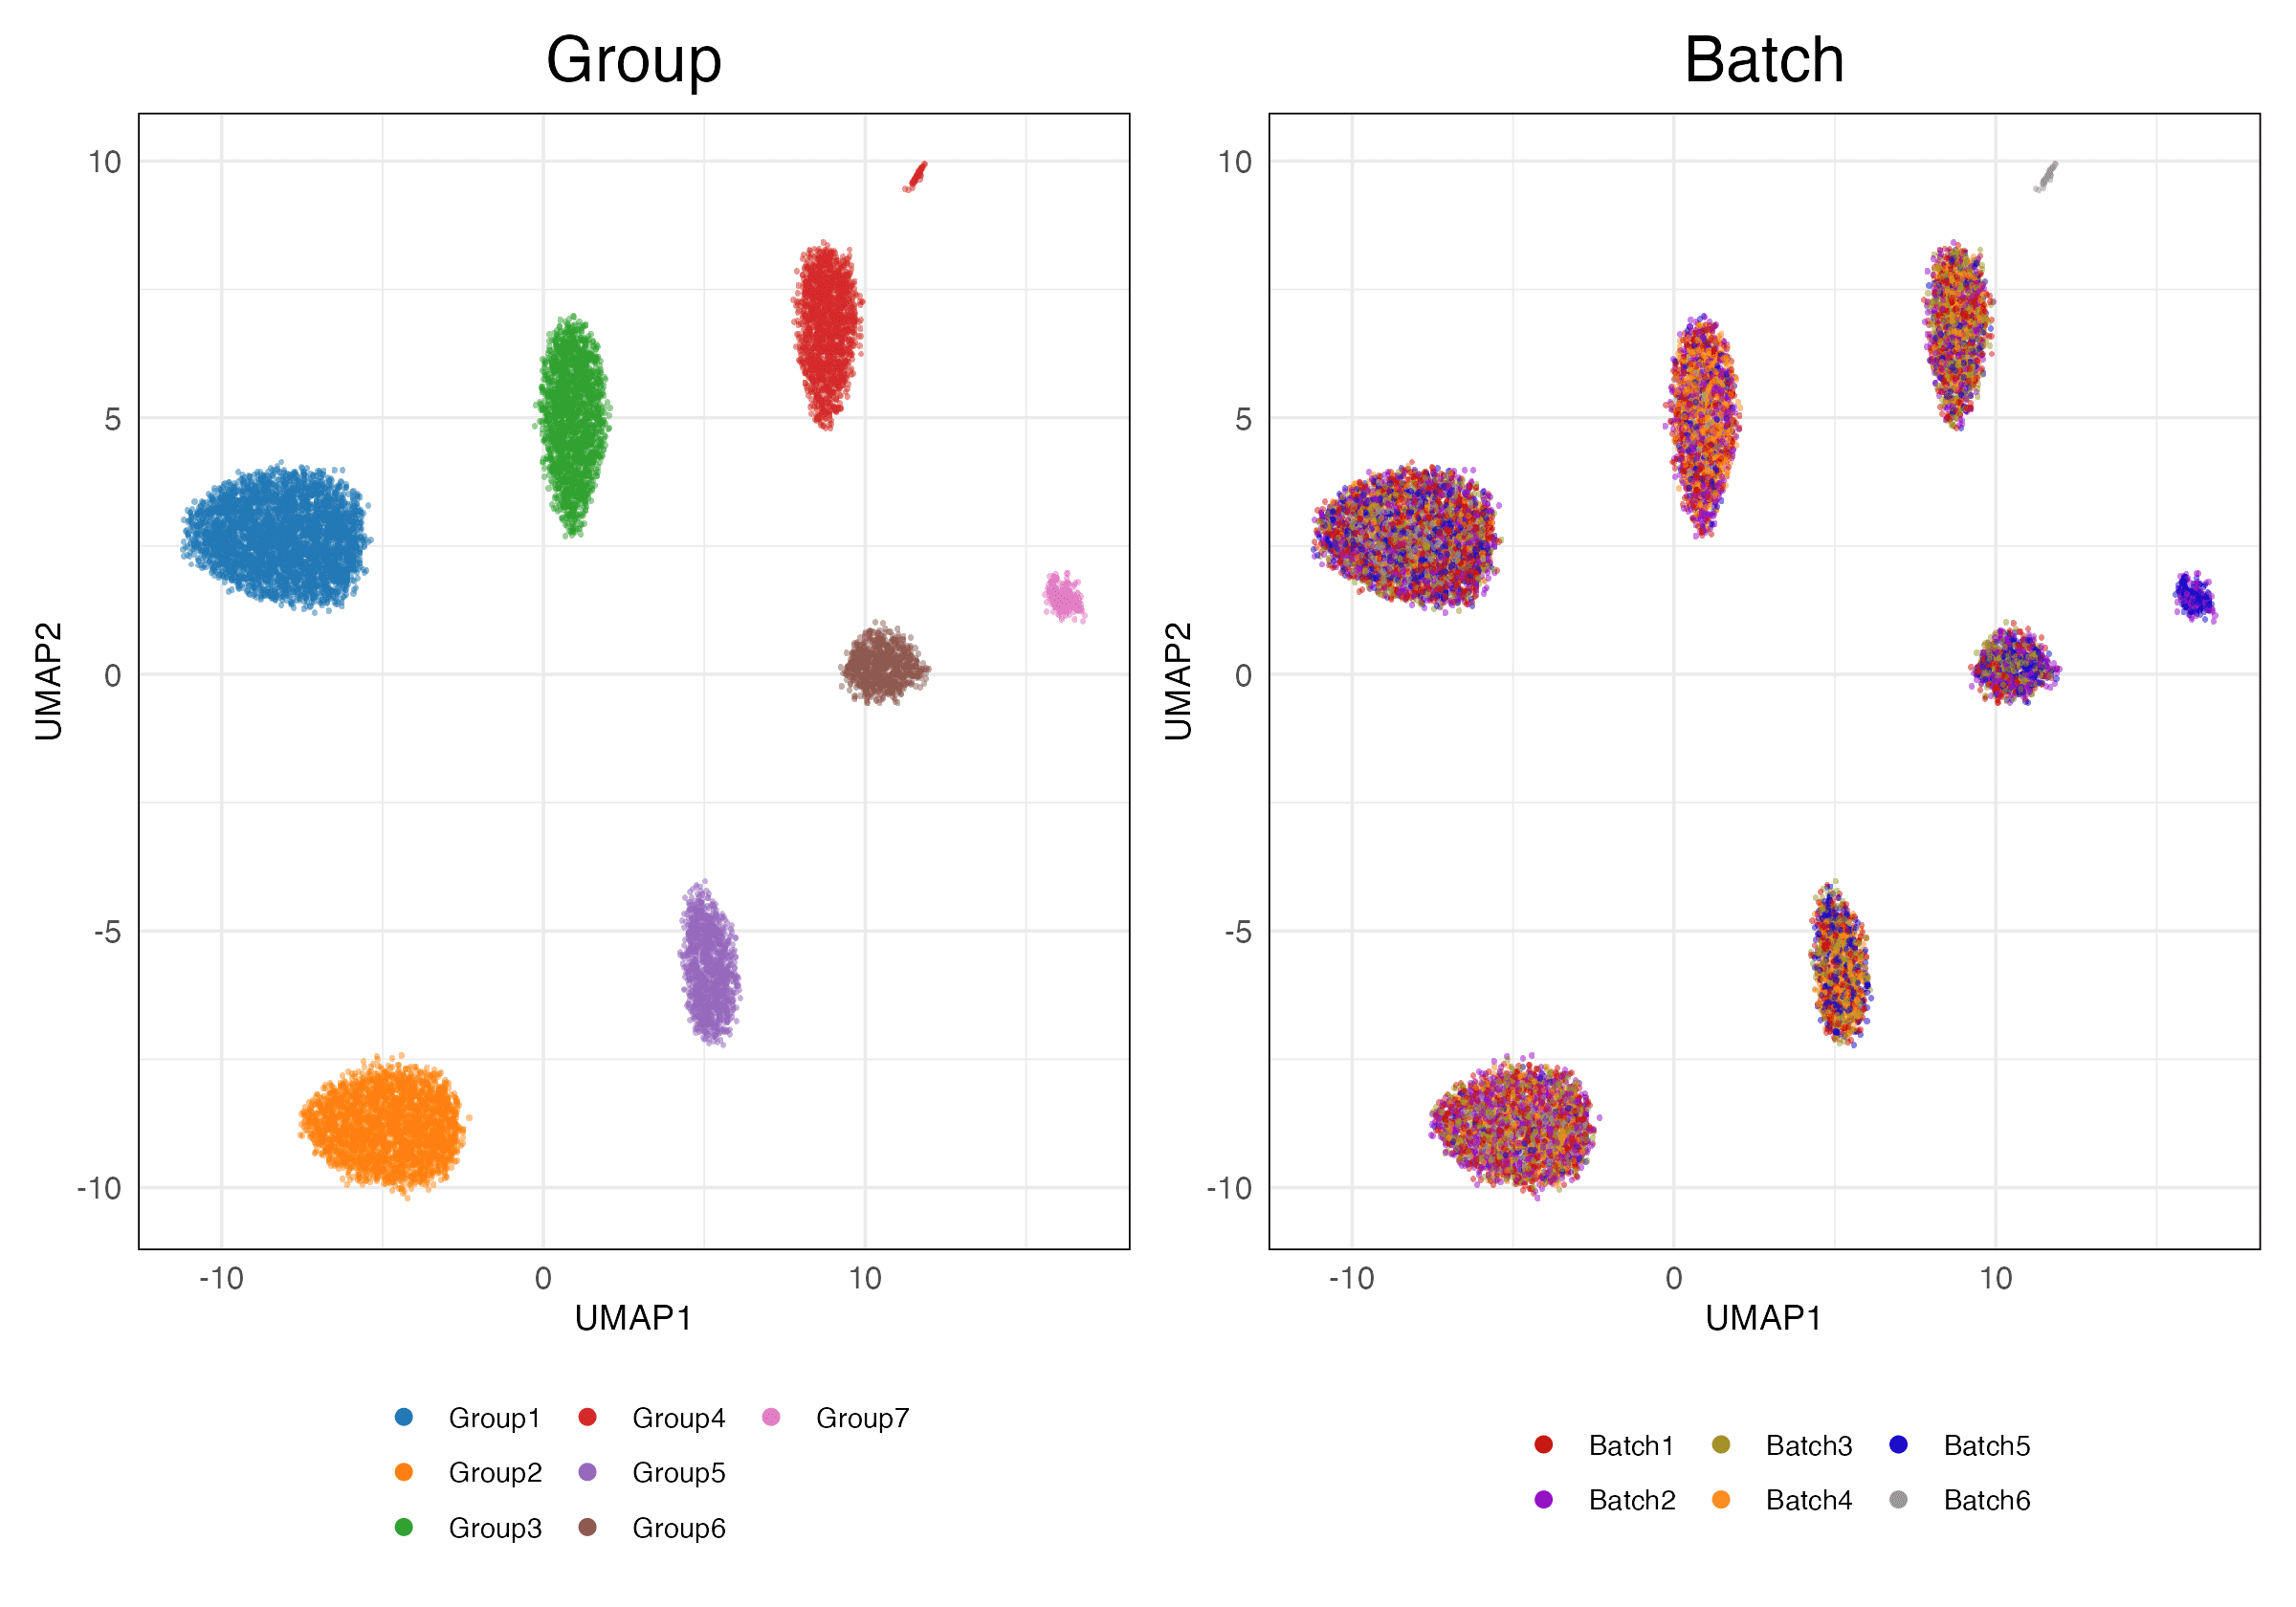 Group
Batch
10
5
0
-5
-10
UMAP2
-10 0 10
UMAP1
10
5
0
-5
-10
UMAP2
-10 0 10
UMAP1
Group1 Group4 Group7
Group2 Group5
Group3 Group6
Batch1 Batch3 Batch5
Batch2 Batch4 Batch6